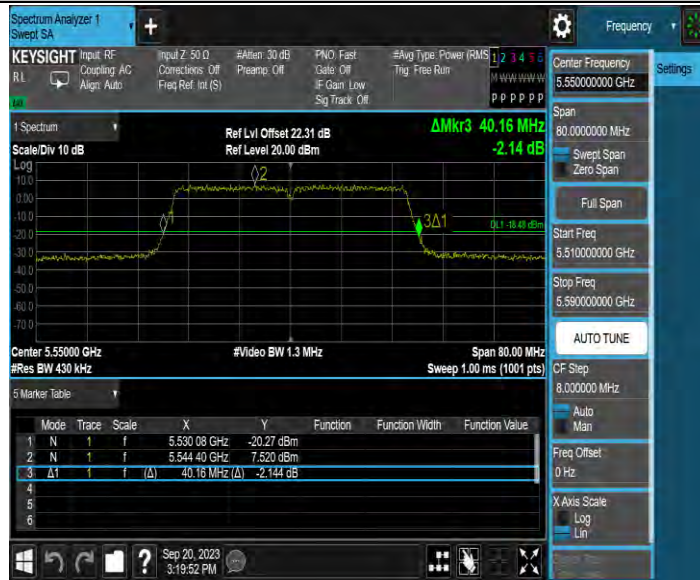 Spectrum Analyzer 1
Swept SA
+
Frequency
KEYSIGHT
RL
Input: RF
Coupling: AC
Align: Auto
Input Z: 50 Ω
Corrections: Off
Freq Ref: Int (S)
#Atten: 30 dB
Preamp: Off
PNO: Fast
Gate: Off
IF Gain: Low
Sig Track: Off
#Avg Type: Power (RMS
Trig: Free Run
1 2 3 4 5 6
M W W W W W
P P P P P P
1 Spectrum
Scale/Div 10 dB
Ref Lvl Offset 22.31 dB
Ref Level 20.00 dBm
ΔMkr3 40.16 MHz
-2.14 dB
Log
10.0
0.00
-10.0
-20.0
-30.0
-40.0
-50.0
-60.0
-70.0
2
3Δ1
DL1 -18.48 dBm
Center 5.55000 GHz
#Video BW 1.3 MHz
Span 80.00 MHz
#Res BW 430 kHz
Sweep 1.00 ms (1001 pts)
5 Marker Table
Mode Trace Scale X Y Function Function Width Function Value
1 N 1 f 5.530 08 GHz -20.27 dBm
2 N 1 f 5.544 40 GHz 7.520 dBm
3 Δ1 1 f (Δ) 40.16 MHz (Δ) -2.144 dB
4
5
6
Sep 20, 2023
3:19:52 PM
Center Frequency
5.550000000 GHz
Settings
Span
80.0000000 MHz
Swept Span
Zero Span
Full Span
Start Freq
5.510000000 GHz
Stop Freq
5.590000000 GHz
AUTO TUNE
CF Step
8.000000 MHz
Auto
Man
Freq Offset
0 Hz
X Axis Scale
Log
Lin